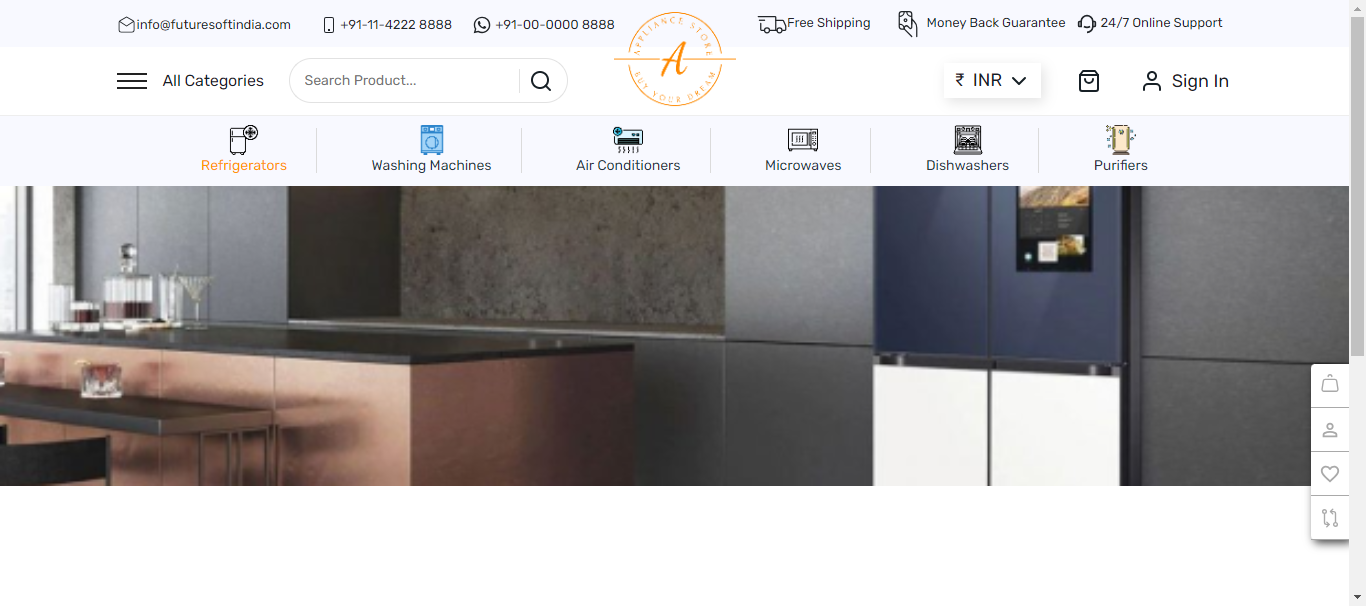 info@futuresoftindia.com +91-11-4222 8888 +91-00-0000 8888 Free Shipping Money Back Guarantee 24/7 Online Support
APPLIANCE STORE
A
BUY YOUR DREAM
All Categories Search Product... ₹ INR Sign In
Refrigerators Washing Machines Air Conditioners Microwaves Dishwashers Purifiers